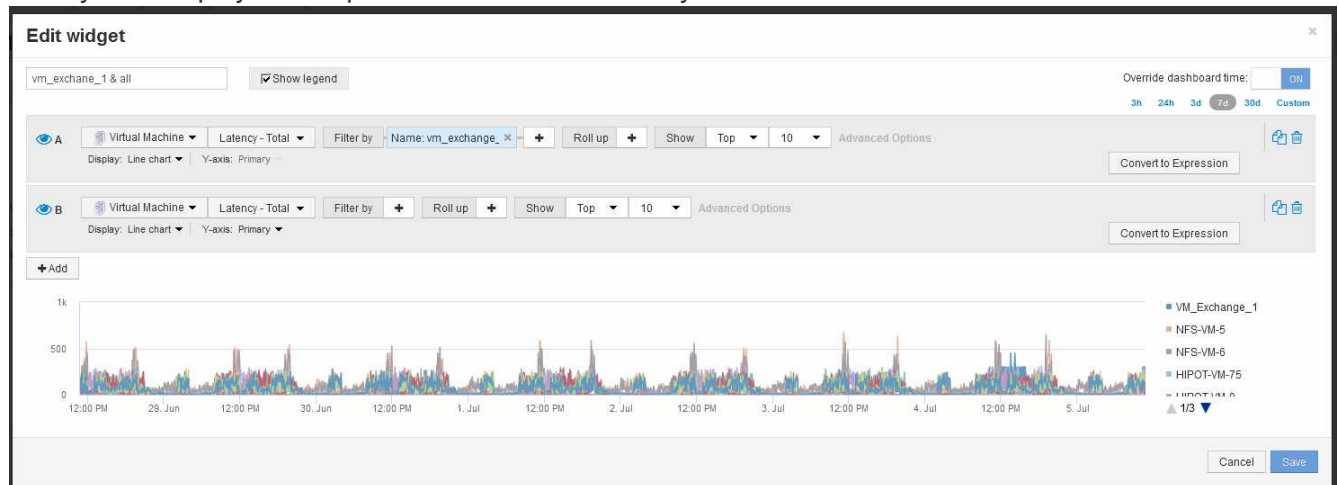 Edit widget
vm_exchane_1 & all
Show legend
Override dashboard time: ON
3h 24h 3d 7d 30d Custom
A Virtual Machine Latency - Total Filter by Name: vm_exchange_ Roll up + Show Top 10 Advanced Options
Display: Line chart Y-axis: Primary
Convert to Expression
B Virtual Machine Latency - Total Filter by + Roll up + Show Top 10 Advanced Options
Display: Line chart Y-axis: Primary
Convert to Expression
+ Add
1k
500
0
12:00 PM 29. Jun 12:00 PM 30. Jun 12:00 PM 1. Jul 12:00 PM 2. Jul 12:00 PM 3. Jul 12:00 PM 4. Jul 12:00 PM 5. Jul
VM_Exchange_1
NFS-VM-5
NFS-VM-6
HIPOT-VM-75
1/3
Cancel Save